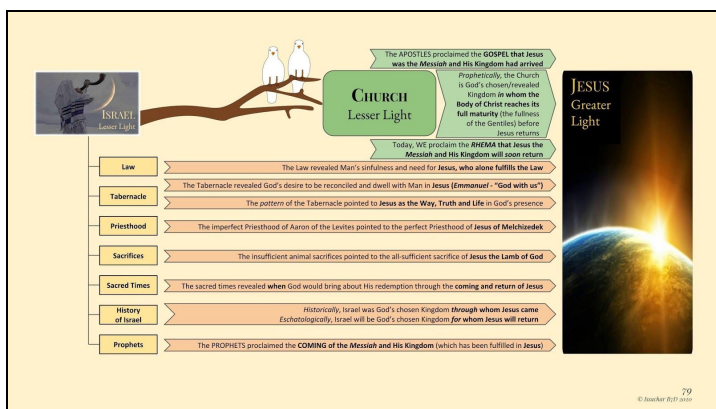 The APOSTLES proclaimed the GOSPEL that Jesus
was the Messiah and His Kingdom had arrived
ISRAEL
Lesser Light
CHURCH
Lesser Light
Prophetically, the Church
is God's chosen/revealed
Kingdom in whom the
Body of Christ reaches its
full maturity (the fullness
of the Gentiles) before
Jesus returns
JESUS
Greater
Light
Today, WE proclaim the RHEMA that Jesus the
Messiah and His Kingdom will soon return
Law
The Law revealed Man's sinfulness and need for Jesus, who alone fulfills the Law
Tabernacle
The Tabernacle revealed God's desire to be reconciled and dwell with Man in Jesus (Emmanuel - "God with us")
The pattern of the Tabernacle pointed to Jesus as the Way, Truth and Life in God's presence
Priesthood
The imperfect Priesthood of Aaron of the Levites pointed to the perfect Priesthood of Jesus of Melchizedek
Sacrifices
The insufficient animal sacrifices pointed to the all-sufficient sacrifice of Jesus the Lamb of God
Sacred Times
The sacred times revealed when God would bring about His redemption through the coming and return of Jesus
History
of Israel
Historically, Israel was God's chosen Kingdom through whom Jesus came
Eschatologically, Israel will be God's chosen Kingdom for whom Jesus will return
Prophets
The PROPHETS proclaimed the COMING of the Messiah and His Kingdom (which has been fulfilled in Jesus)
79
© Issachar B7D 2020